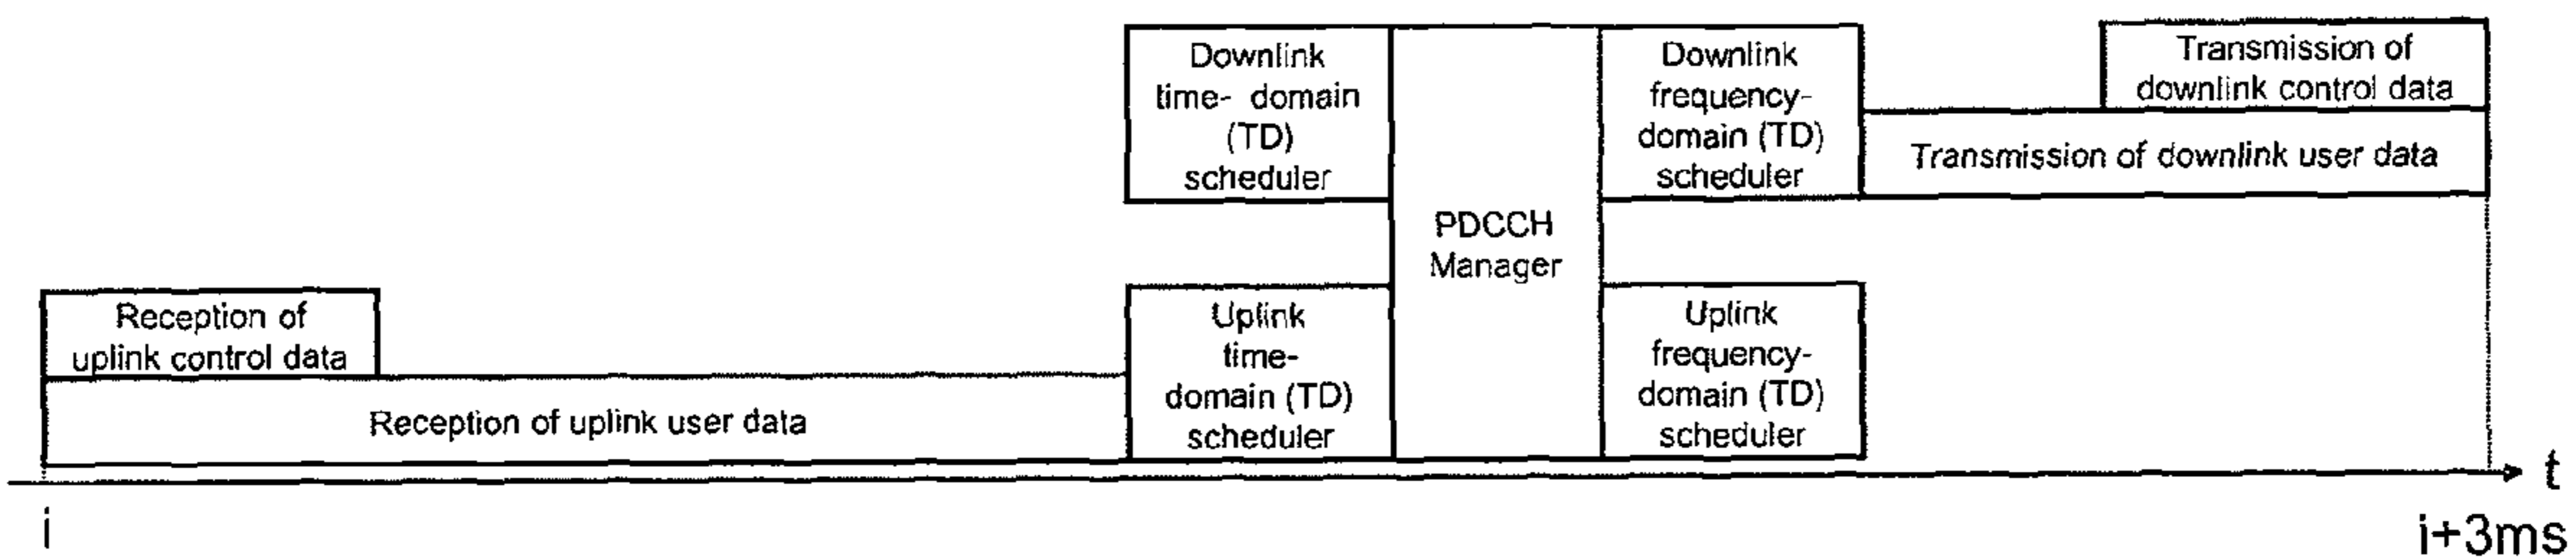 Downlink
time- domain
(TD)
scheduler
PDCCH
Manager
Downlink
frequency-
domain (TD)
scheduler
Transmission of
downlink control data
Transmission of downlink user data
Reception of
uplink control data
Reception of uplink user data
Uplink
time-
domain (TD)
scheduler
Uplink
frequency-
domain (TD)
scheduler
t
i
i+3ms